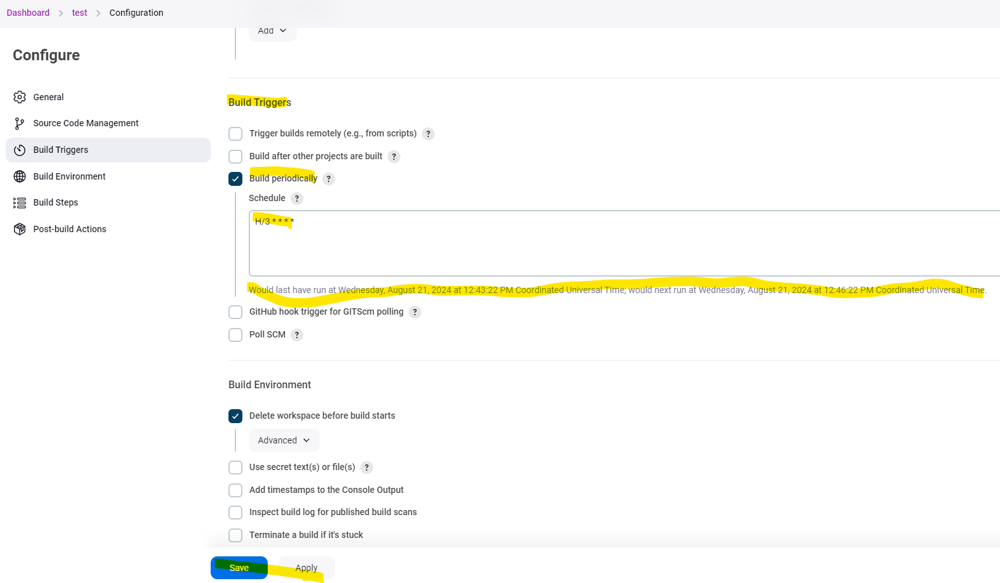 Dashboard > test > Configuration
Configure
General
Source Code Management
Build Triggers
Build Environment
Build Steps
Post-build Actions
Add
Build Triggers
Trigger builds remotely (e.g., from scripts) ?
Build after other projects are built ?
Build periodically ?
Schedule ?
H/3 * * * *
Would last have run at Wednesday, August 21, 2024 at 12:43:22 PM Coordinated Universal Time; would next run at Wednesday, August 21, 2024 at 12:46:22 PM Coordinated Universal Time.
GitHub hook trigger for GITScm polling ?
Poll SCM ?
Build Environment
Delete workspace before build starts
Advanced
Use secret text(s) or file(s) ?
Add timestamps to the Console Output
Inspect build log for published build scans
Terminate a build if it's stuck
Save Apply